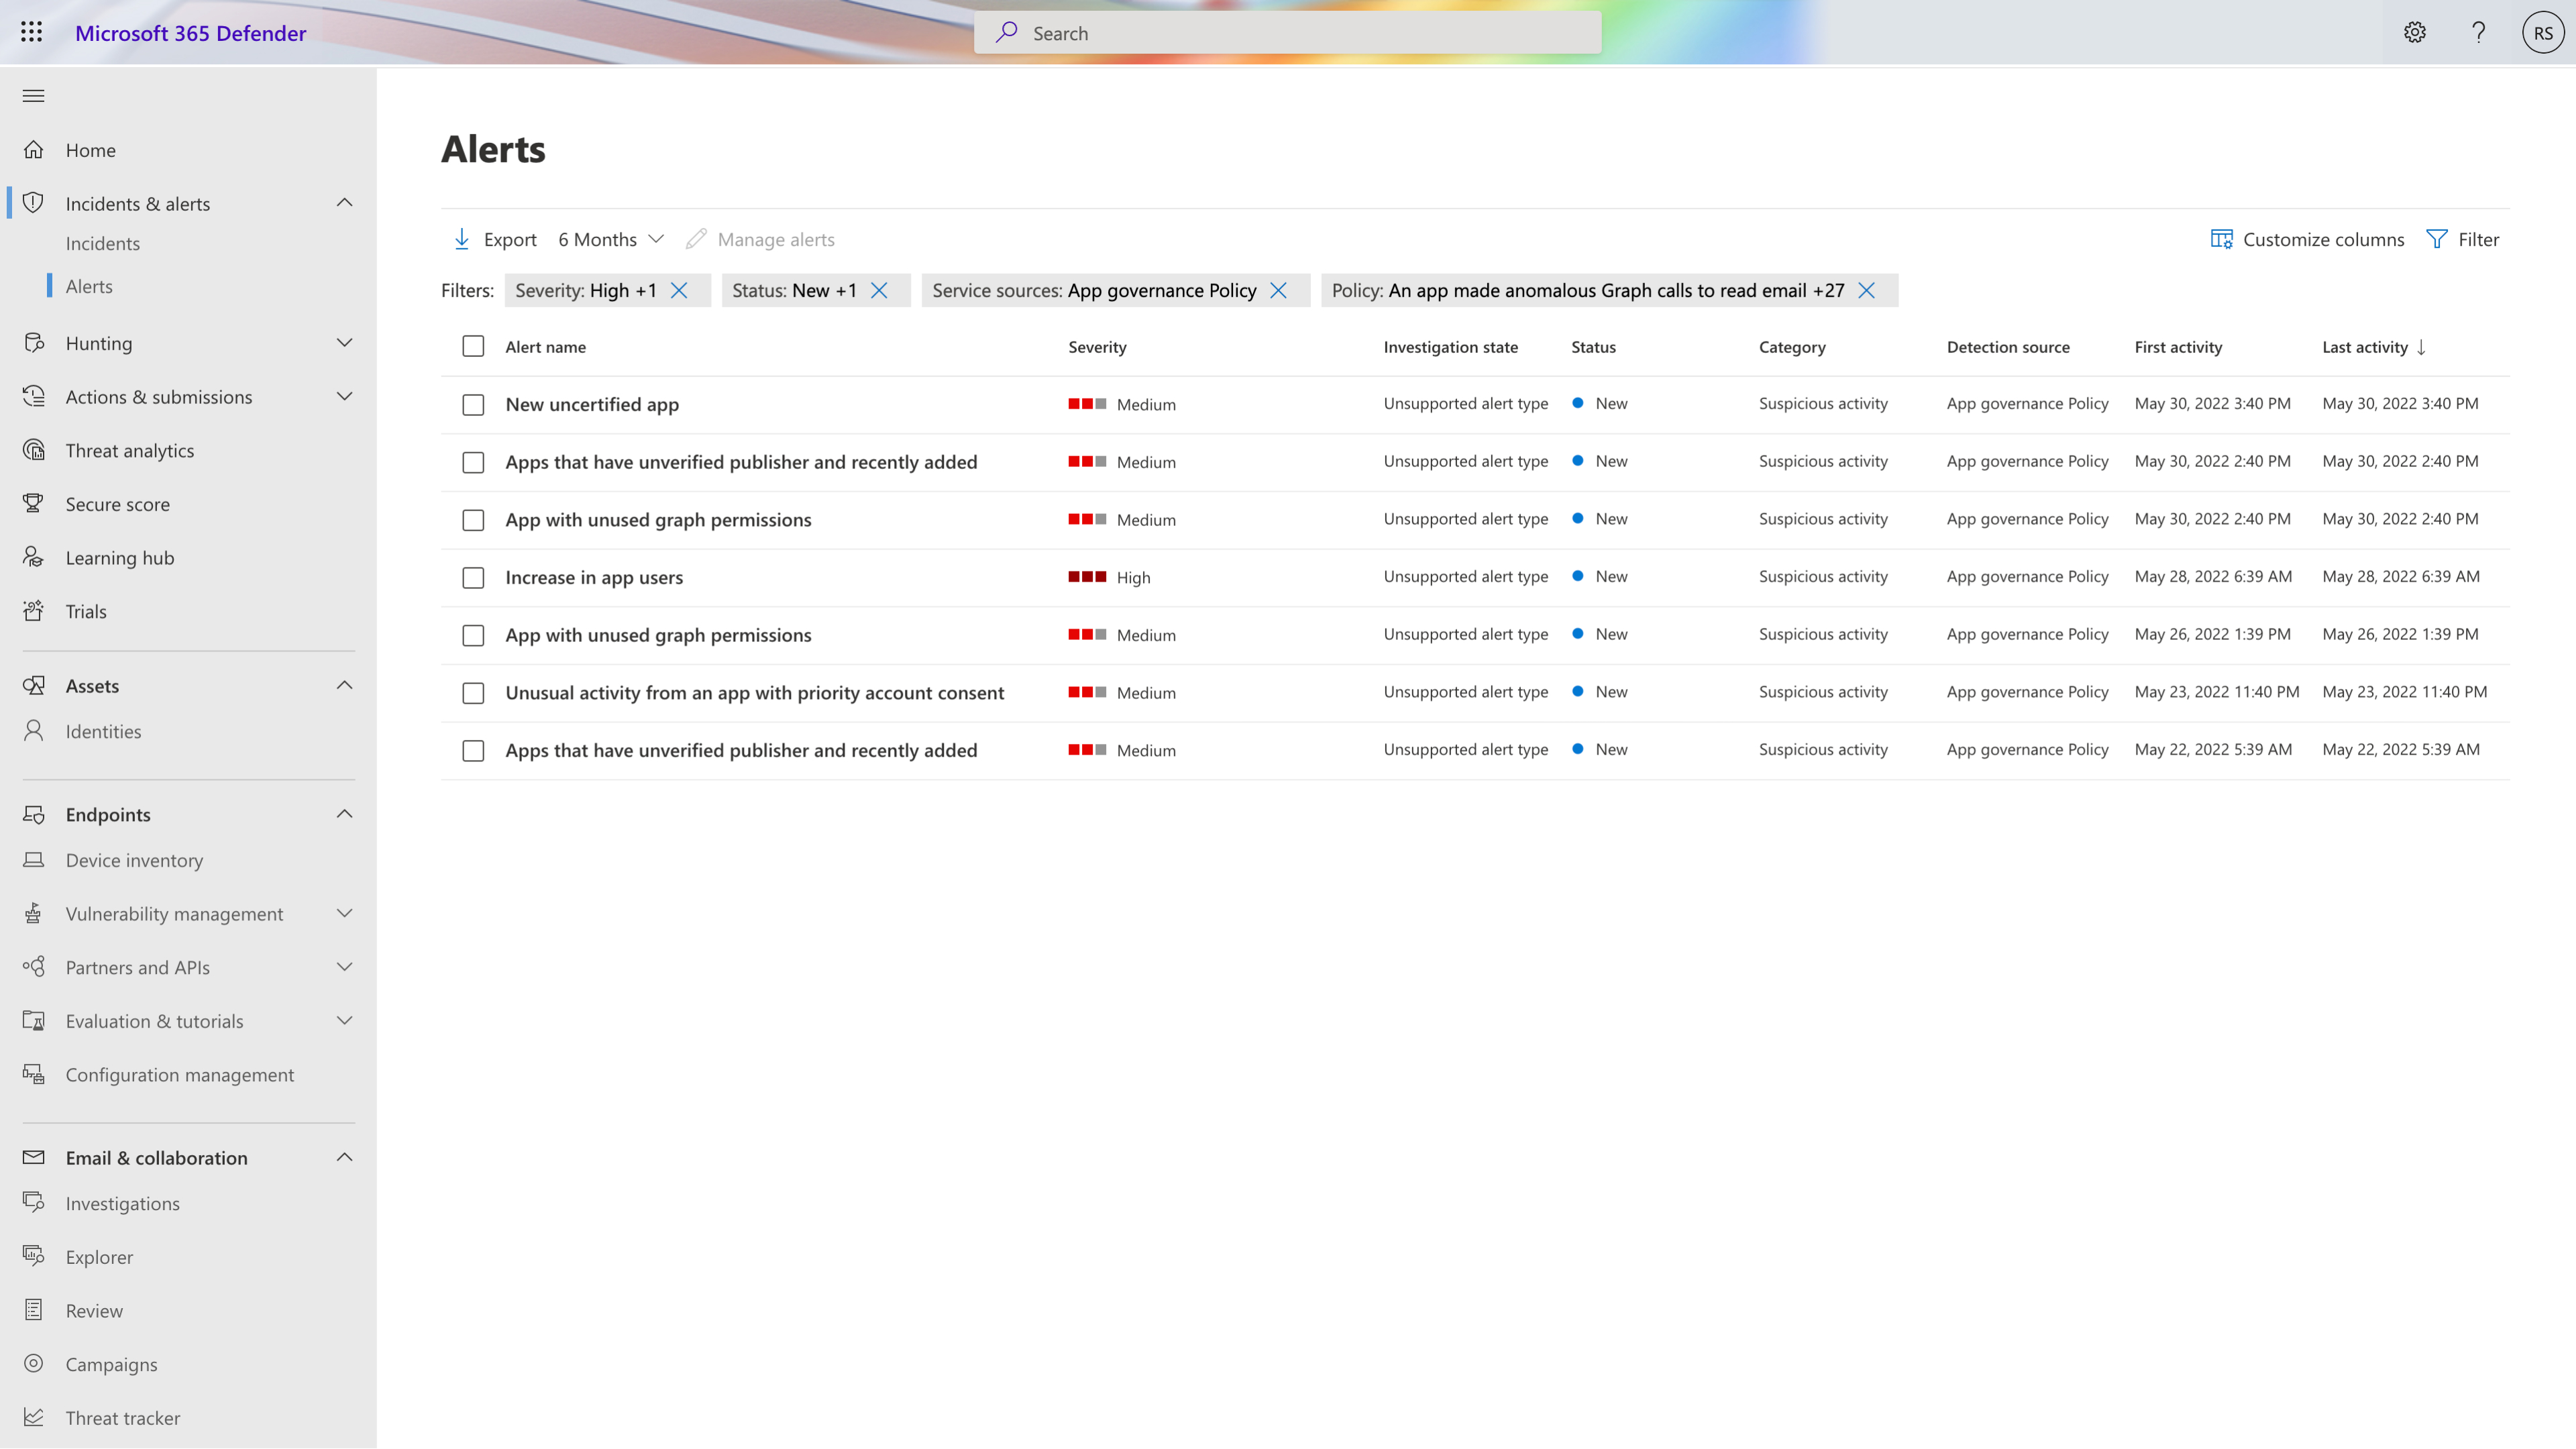 Microsoft 365 Defender
Search
RS
Home
Incidents & alerts
Incidents
Alerts
Hunting
Actions & submissions
Threat analytics
Secure score
Learning hub
Trials
Assets
Identities
Endpoints
Device inventory
Vulnerability management
Partners and APIs
Evaluation & tutorials
Configuration management
Email & collaboration
Investigations
Explorer
Review
Campaigns
Threat tracker
Alerts
Export 6 Months Manage alerts Customize columns Filter
Filters: Severity: High +1 Status: New +1 Service sources: App governance Policy Policy: An app made anomalous Graph calls to read email +27
Alert name Severity Investigation state Status Category Detection source First activity Last activity
New uncertified app Medium Unsupported alert type New Suspicious activity App governance Policy May 30, 2022 3:40 PM May 30, 2022 3:40 PM
Apps that have unverified publisher and recently added Medium Unsupported alert type New Suspicious activity App governance Policy May 30, 2022 2:40 PM May 30, 2022 2:40 PM
App with unused graph permissions Medium Unsupported alert type New Suspicious activity App governance Policy May 30, 2022 2:40 PM May 30, 2022 2:40 PM
Increase in app users High Unsupported alert type New Suspicious activity App governance Policy May 28, 2022 6:39 AM May 28, 2022 6:39 AM
App with unused graph permissions Medium Unsupported alert type New Suspicious activity App governance Policy May 26, 2022 1:39 PM May 26, 2022 1:39 PM
Unusual activity from an app with priority account consent Medium Unsupported alert type New Suspicious activity App governance Policy May 23, 2022 11:40 PM May 23, 2022 11:40 PM
Apps that have unverified publisher and recently added Medium Unsupported alert type New Suspicious activity App governance Policy May 22, 2022 5:39 AM May 22, 2022 5:39 AM